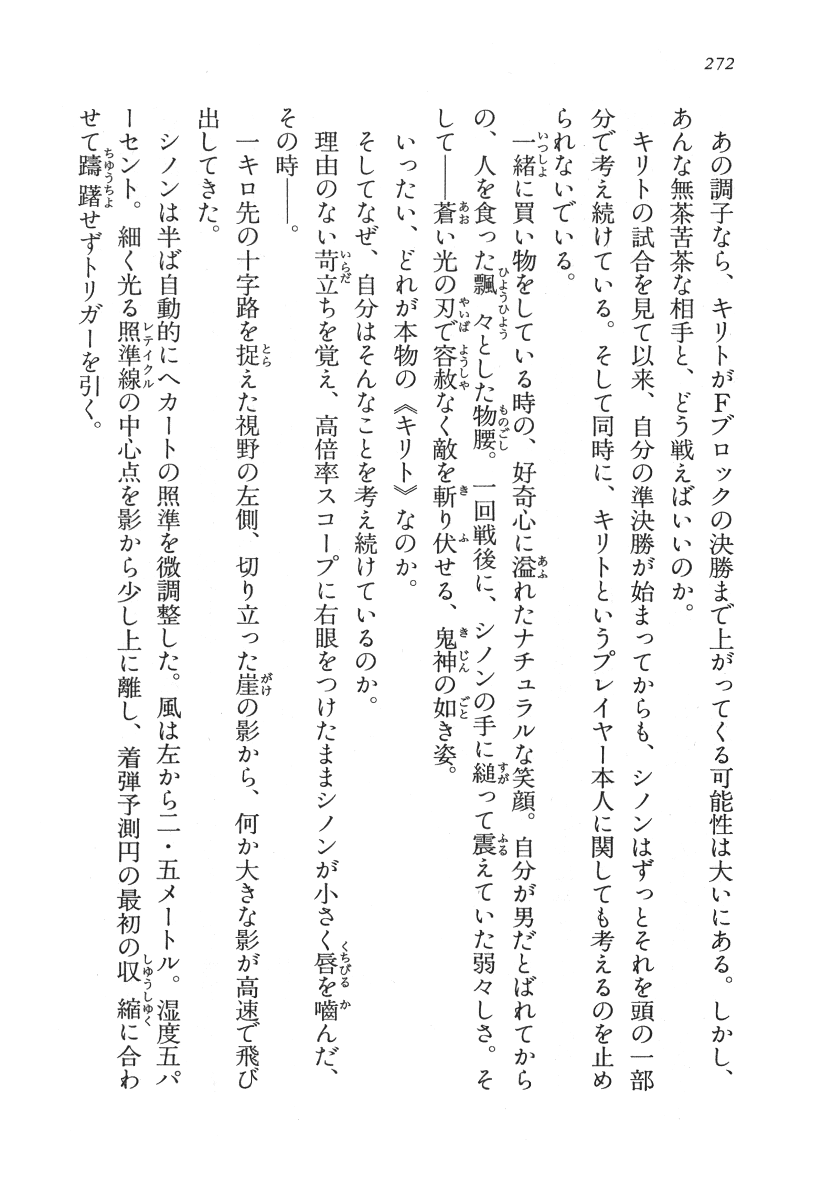 272
あの調子なら、キリトがFブロックの決勝まで上がってくる可能性は大いにある。しかし、
あんな無茶苦茶な相手と、どう戦えばいいのか。
キリトの試合を見て以来、自分の準決勝が始まってからも、シノンはずっとそれを頭の一部
分で考え続けている。そして同時に、キリトというプレイヤー本人に関しても考えるのを止め
られないでいる。
一緒に買い物をしている時の、好奇心に溢れたナチュラルな笑顔。自分が男だとばれてから
の、人を食った飄々とした物腰。一回戦後に、シノンの手に縋って震えていた弱々しさ。そ
して――蒼い光の刃で容赦なく敵を斬り伏せる、鬼神の如き姿。
いったい、どれが本物の《キリト》なのか。
そしてなぜ、自分はそんなことを考え続けているのか。
理由のない苛立ちを覚え、高倍率スコープに右眼をつけたままシノンが小さく唇を嚙んだ、
その時――。
一キロ先の十字路を捉えた視野の左側、切り立った崖の影から、何か大きな影が高速で飛び
出してきた。
シノンは半ば自動的にヘカートの照準を微調整した。風は左から二・五メートル。湿度五パ
ーセント。細く光る照準線の中心点を影から少し上に離し、着弾予測円の最初の収縮に合わ
せて躊躇せずトリガーを引く。